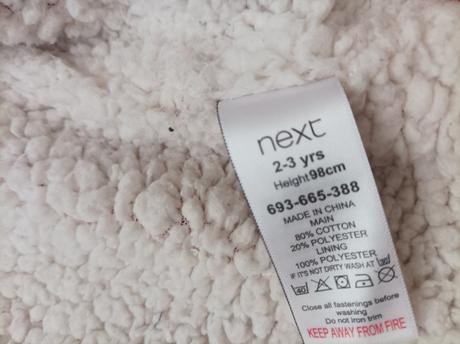 next
2-3 yrs
Height98cm
693-665-388
MADE IN CHINA
MAIN
80% COTTON
20% POLYESTER
LINING
100% POLYESTER
IF IT'S NOT DIRTY WASH AT 30
40
Close all fastenings before
washing
Do not iron trim
KEEP AWAY FROM FIRE